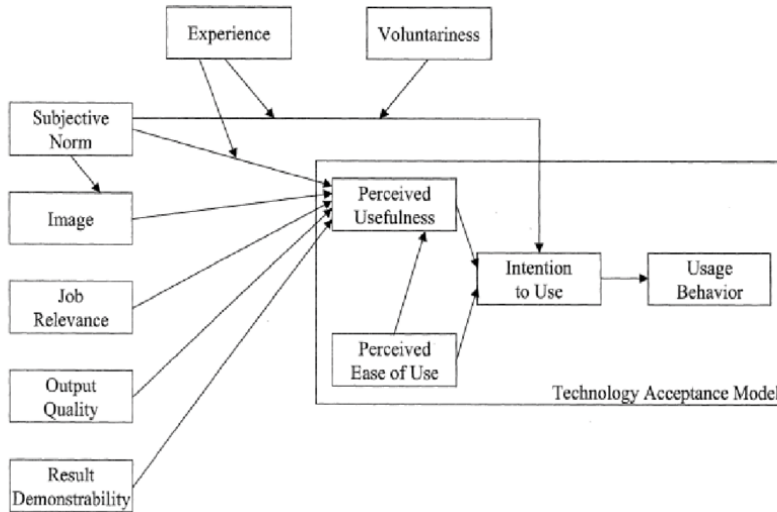 Experience
Voluntariness
Subjective
Norm
Image
Job
Relevance
Output
Quality
Result
Demonstrability
Perceived
Usefulness
Perceived
Ease of Use
Intention
to Use
Usage
Behavior
Technology Acceptance Model